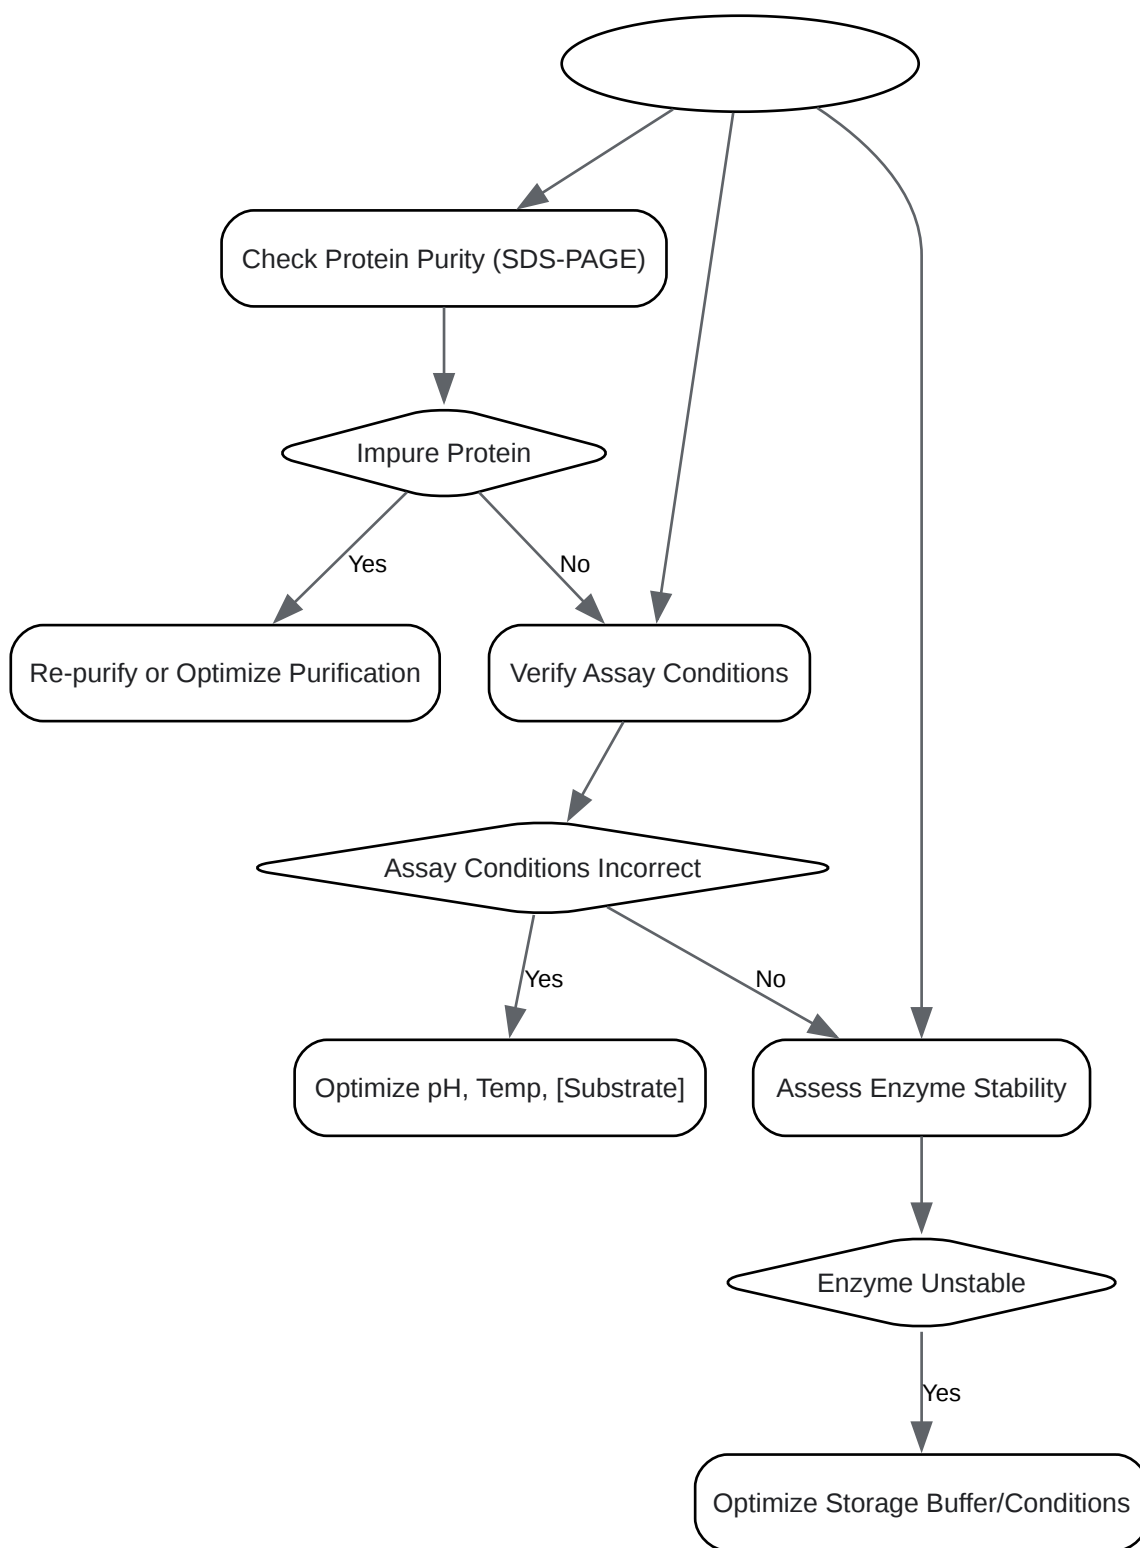 Check Protein Purity (SDS-PAGE)
Impure Protein
Yes
No
Re-purify or Optimize Purification
Verify Assay Conditions
Assay Conditions Incorrect
Yes
No
Optimize pH, Temp, [Substrate]
Assess Enzyme Stability
Enzyme Unstable
Yes
Optimize Storage Buffer/Conditions